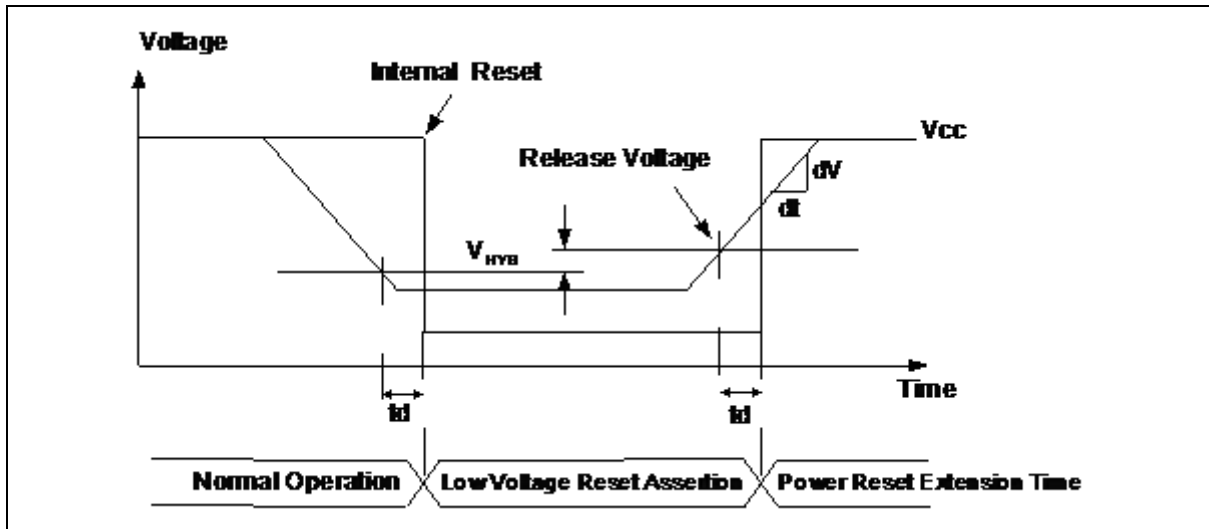 Voltage
Internal Reset
Vcc
Release Voltage
dV
dt
VHYB
Time
td
td
Normal Operation
Low Voltage Reset Assertion
Power Reset Extension Time